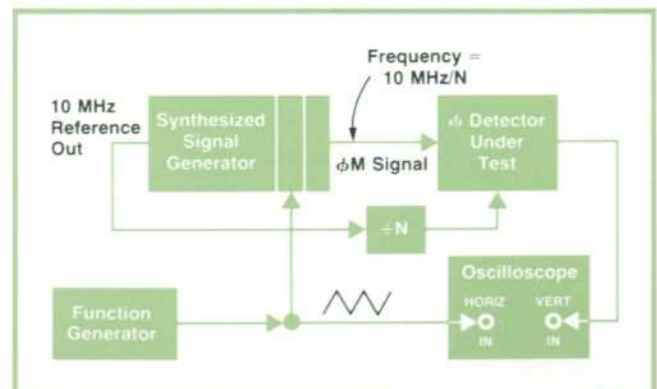 Frequency =
10 MHz/N
10 MHz
Reference
Out
Synthesized
Signal
Generator
ϕM Signal
ϕ Detector
Under
Test
÷N
Function
Generator
Oscilloscope
HORIZ
VERT
IN
IN